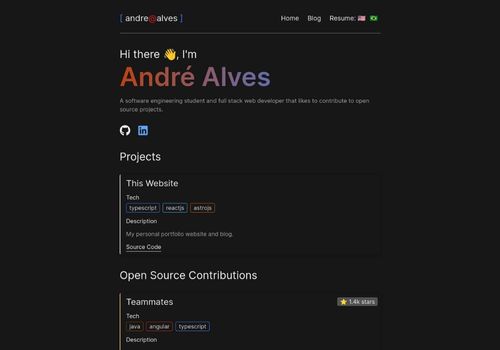 [ andre@alves ]
Home Blog Resume: 🇺🇸 🇧🇷
Hi there 👋, I'm
André Alves
A software engineering student and full stack web developer that likes to contribute to open
source projects.
Projects
This Website
Tech
typescript reactjs astrojs
Description
My personal portfolio website and blog.
Source Code
Open Source Contributions
Teammates
⭐ 1.4k stars
Tech
java angular typescript
Description